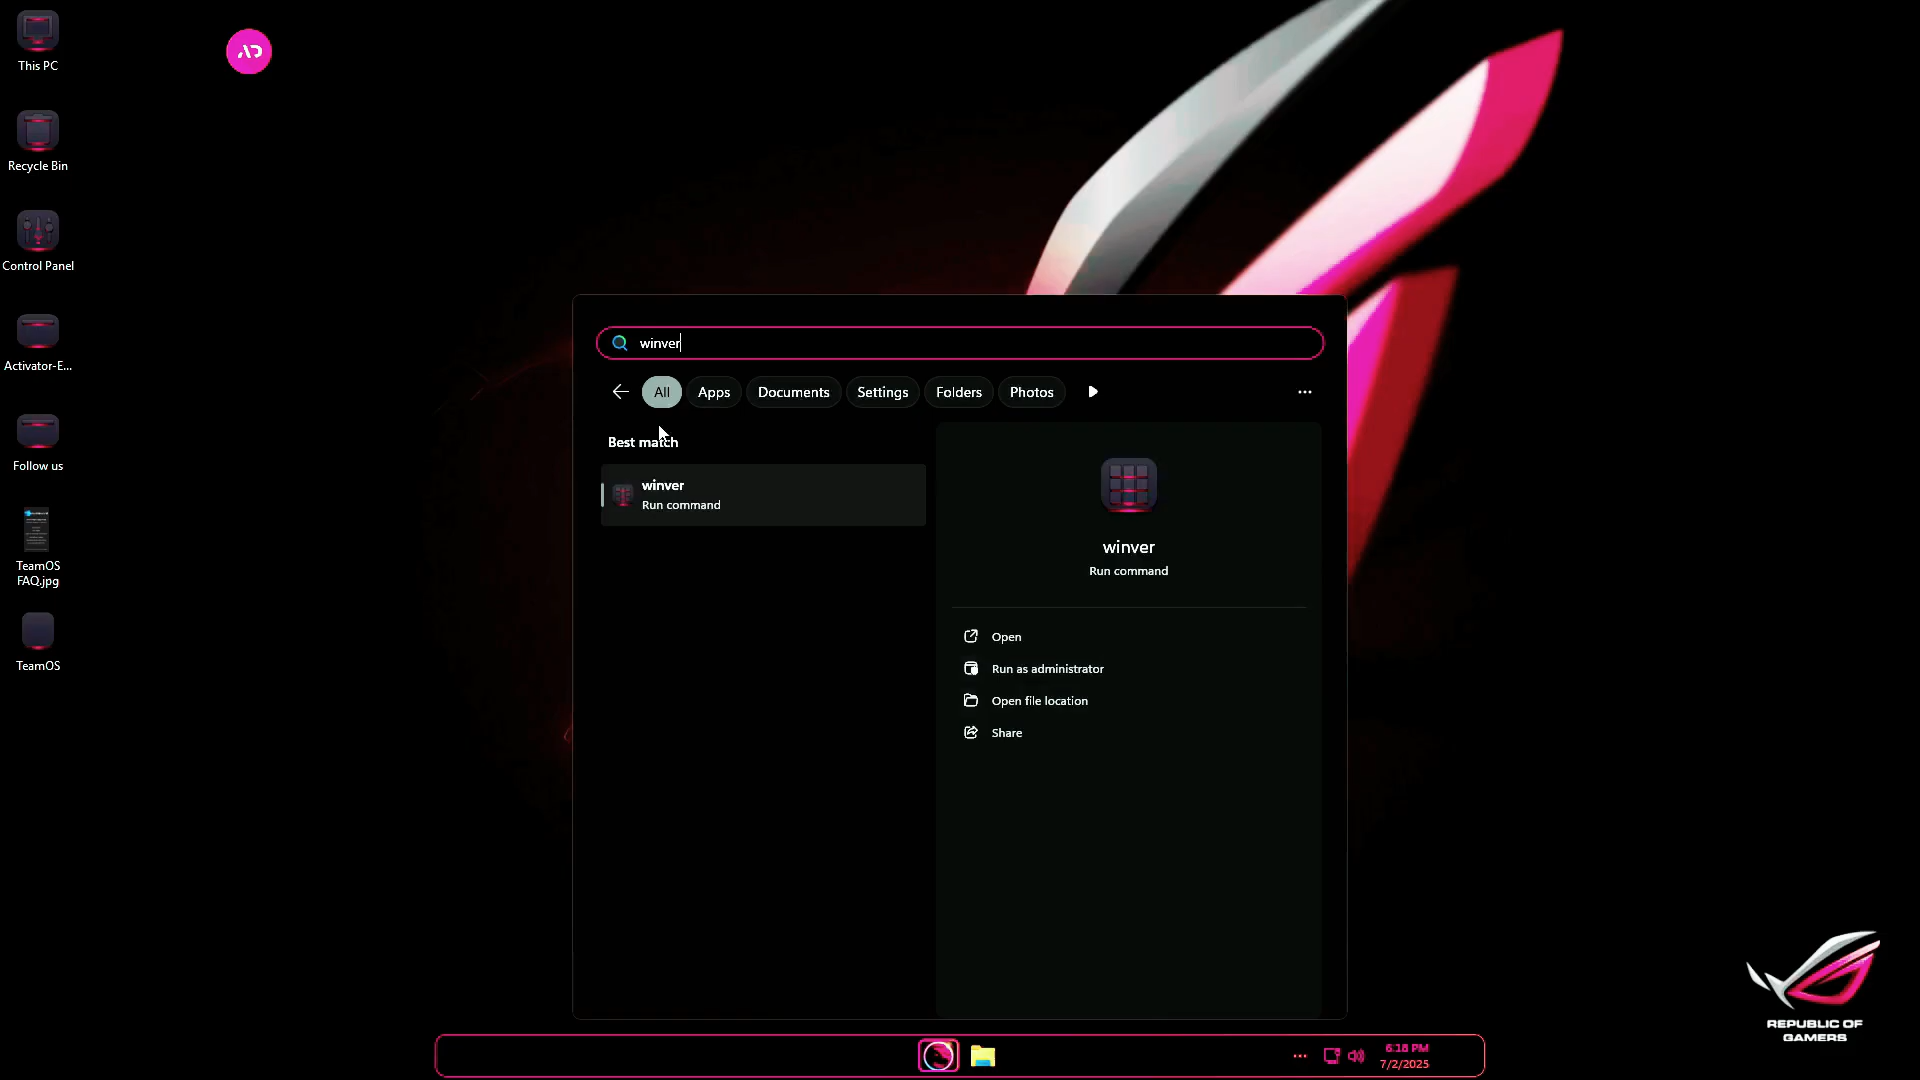 This PC
Recycle Bin
Control Panel
Activator-E...
Follow us
TeamOS
FAQ.jpg
TeamOS
winver
All
Apps
Documents
Settings
Folders
Photos
Best match
winver
Run command
winver
Run command
Open
Run as administrator
Open file location
Share
REPUBLIC OF
GAMERS
6:18 PM
7/2/2025